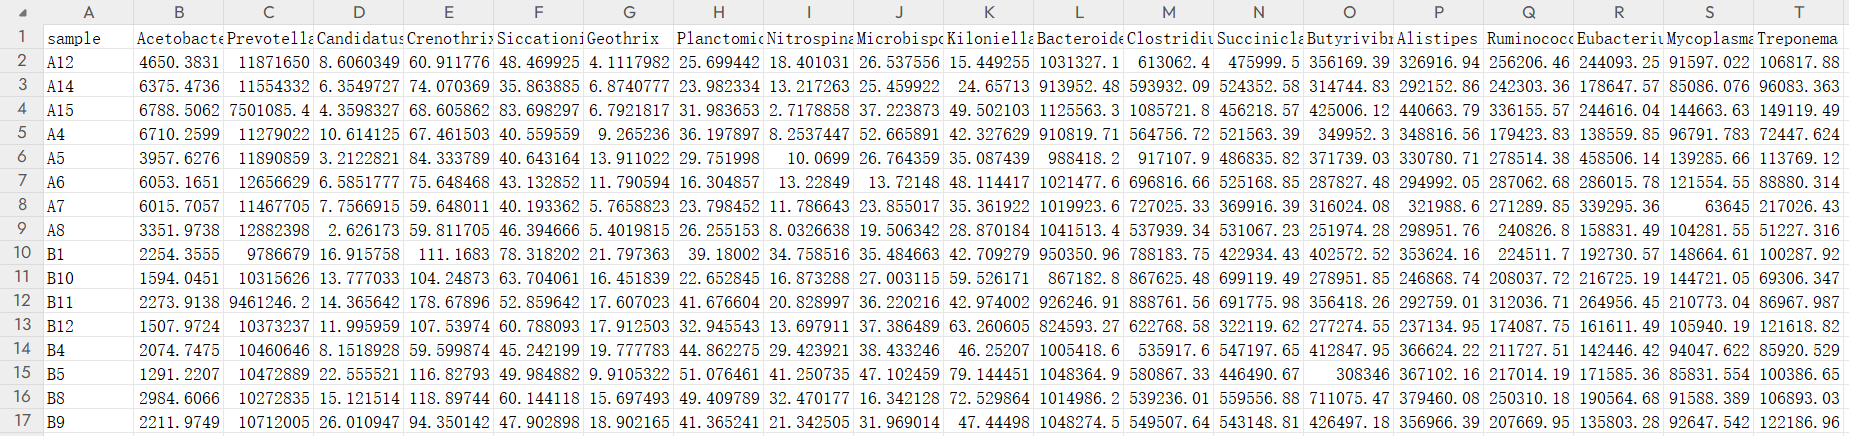 A B C D E F G H I J K L M N O P Q R S T
1 sample Acetobacte Prevotella Candidatus Crenothrix Siccationi Geothrix Planctomic Nitrospina Microbispo Kiloniella Bacteroide Clostridiu Succinicla Butyrivibr Alistipes Ruminococc Eubacteriu Mycoplasma Treponema
2 A12 4650.3831 11871650 8.6060349 60.911776 48.469925 4.1117982 25.699442 18.401031 26.537556 15.449255 1031327.1 613062.4 475999.5 356169.39 326916.94 256206.46 244093.25 91597.022 106817.88
3 A14 6375.4736 11554332 6.3549727 74.070369 35.863885 6.8740777 23.982334 13.217263 25.459922 24.65713 913952.48 593932.09 524352.58 314744.83 292152.86 242303.36 178647.57 85086.076 96083.363
4 A15 6788.5062 7501085.4 4.3598327 68.605862 83.698297 6.7921817 31.983653 2.7178858 37.223873 49.502103 1125563.3 1085721.8 456218.57 425006.12 440663.79 336155.57 244616.04 144663.63 149119.49
5 A4 6710.2599 11279022 10.614125 67.461503 40.559559 9.265236 36.197897 8.2537447 52.665891 42.327629 910819.71 564756.72 521563.39 349952.3 348816.56 179423.83 138559.85 96791.783 72447.624
6 A5 3957.6276 11890859 3.2122821 84.333789 40.643164 13.911022 29.751998 10.0699 26.764359 35.087439 988418.2 917107.9 486835.82 371739.03 330780.71 278514.38 458506.14 139285.66 113769.12
7 A6 6053.1651 12656629 6.5851777 75.648468 43.132852 11.790594 16.304857 13.22849 13.72148 48.114417 1021477.6 696816.66 525168.85 287827.48 294992.05 287062.68 286015.78 121554.55 88880.314
8 A7 6015.7057 11467705 7.7566915 59.648011 40.193362 5.7658823 23.798452 11.786643 23.855017 35.361922 1019923.6 727025.33 369916.39 316024.08 321988.6 271289.85 339295.36 63645 217026.43
9 A8 3351.9738 12882398 2.626173 59.811705 46.394666 5.4019815 26.255153 8.0326638 19.506342 28.870184 1041513.4 537939.34 531067.23 251974.28 298951.76 240826.8 158831.49 104281.55 51227.316
10 B1 2254.3555 9786679 16.915758 111.1683 78.318202 21.797363 39.18002 34.758516 35.484663 42.709279 950350.96 788183.75 422934.43 402572.52 353624.16 224511.7 192730.57 148664.61 100287.92
11 B10 1594.0451 10315626 13.777033 104.24873 63.704061 16.451839 22.652845 16.873288 27.003115 59.526171 867182.8 867625.48 699119.49 278951.85 246868.74 208037.72 216725.19 144721.05 69306.347
12 B11 2273.9138 9461246.2 14.365642 178.67896 52.859642 17.607023 41.676604 20.828997 36.220216 42.974002 926246.91 888761.56 691775.98 356418.26 292759.01 312036.71 264956.45 210773.04 86967.987
13 B12 1507.9724 10373237 11.995959 107.53974 60.788093 17.912503 32.945543 13.697911 37.386489 63.260605 824593.27 622768.58 322119.62 277274.55 237134.95 174087.75 161611.49 105940.19 121618.82
14 B4 2074.7475 10460646 8.1518928 59.599874 45.242199 19.777783 44.862275 29.423921 38.433246 46.25207 1005418.6 535917.6 547197.65 412847.95 366624.22 211727.51 142446.42 94047.622 85920.529
15 B5 1291.2207 10472889 22.555521 116.82793 49.984882 9.9105322 51.076461 41.250735 47.102459 79.144451 1048364.9 580867.33 446490.67 308346 367102.16 217014.19 171585.36 85831.554 100386.65
16 B8 2984.6066 10272835 15.121514 118.89744 60.144118 15.697493 49.409789 32.470177 16.342128 72.529864 1014986.2 539236.01 559556.88 711075.47 379460.08 250310.18 190564.68 91588.389 106893.03
17 B9 2211.9749 10712005 26.010947 94.350142 47.902898 18.902165 41.365241 21.342505 31.969014 47.44498 1048274.5 549507.64 543148.81 426497.18 356966.39 207669.95 135803.28 92647.542 122186.96